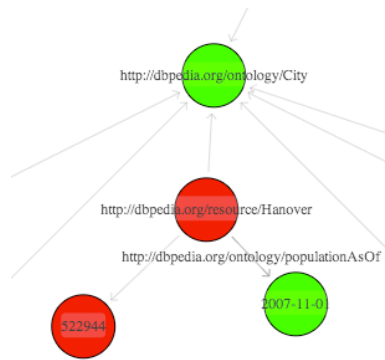 http://dbpedia.org/ontology/City
http://dbpedia.org/resource/Hanover
http://dbpedia.org/ontology/populationAsOf
2007-11-01
522944